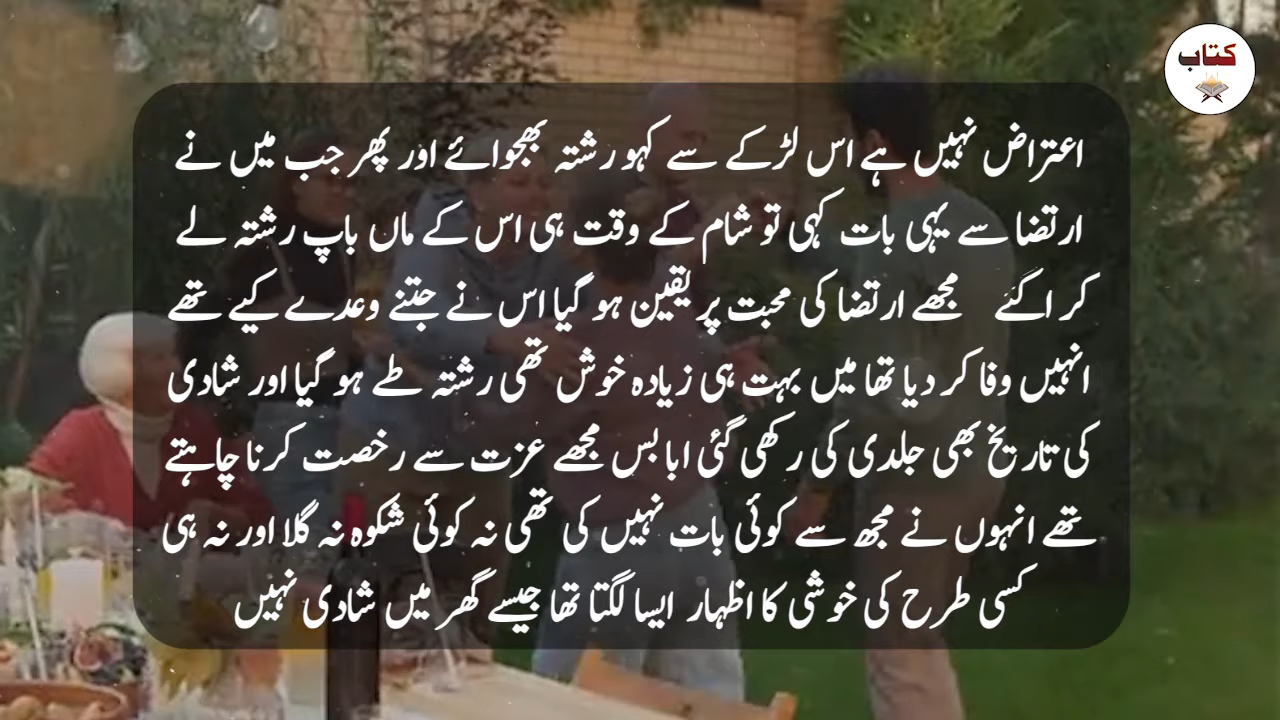 کتاب
اعتراض نہیں ہے اس لڑکے سے کہو رشتہ بھجوائے اور پھر جب میں نے
ارتضا سے یہی بات کہی تو شام کے وقت ہی اس کے ماں باپ رشتہ لے
کر اگئے مجھے ارتضا کی محبت پر یقین ہو گیا اس نے جتنے وعدے کیے تھے
انہیں وفا کر دیا تھا میں بہت ہی زیادہ خوش تھی رشتہ طے ہو گیا اور شادی
کی تاریخ بھی جلدی کی رکھی گئی ابا بس مجھے عزت سے رخصت کرنا چاہتے
تھے انہوں نے مجھ سے کوئی بات نہیں کی تھی نہ کوئی شکوہ نہ گلا اور نہ ہی
کسی طرح کی خوشی کا اظہار ایسا لگتا تھا جیسے گھر میں شادی نہیں